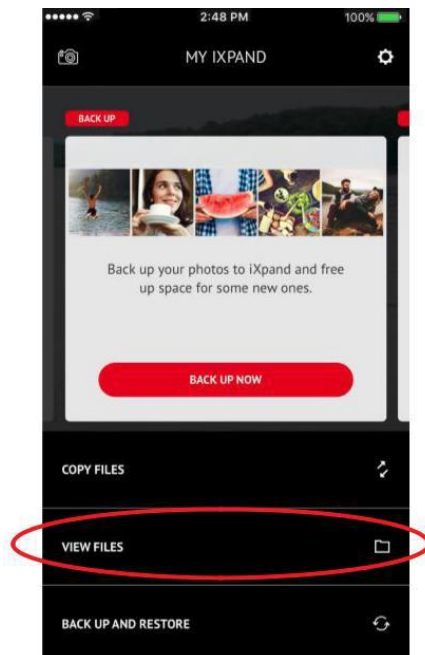 2:48 PM
100%
MY IXPAND
BACK UP
Back up your photos to iXpand and free
up space for some new ones.
BACK UP NOW
COPY FILES
VIEW FILES
BACK UP AND RESTORE